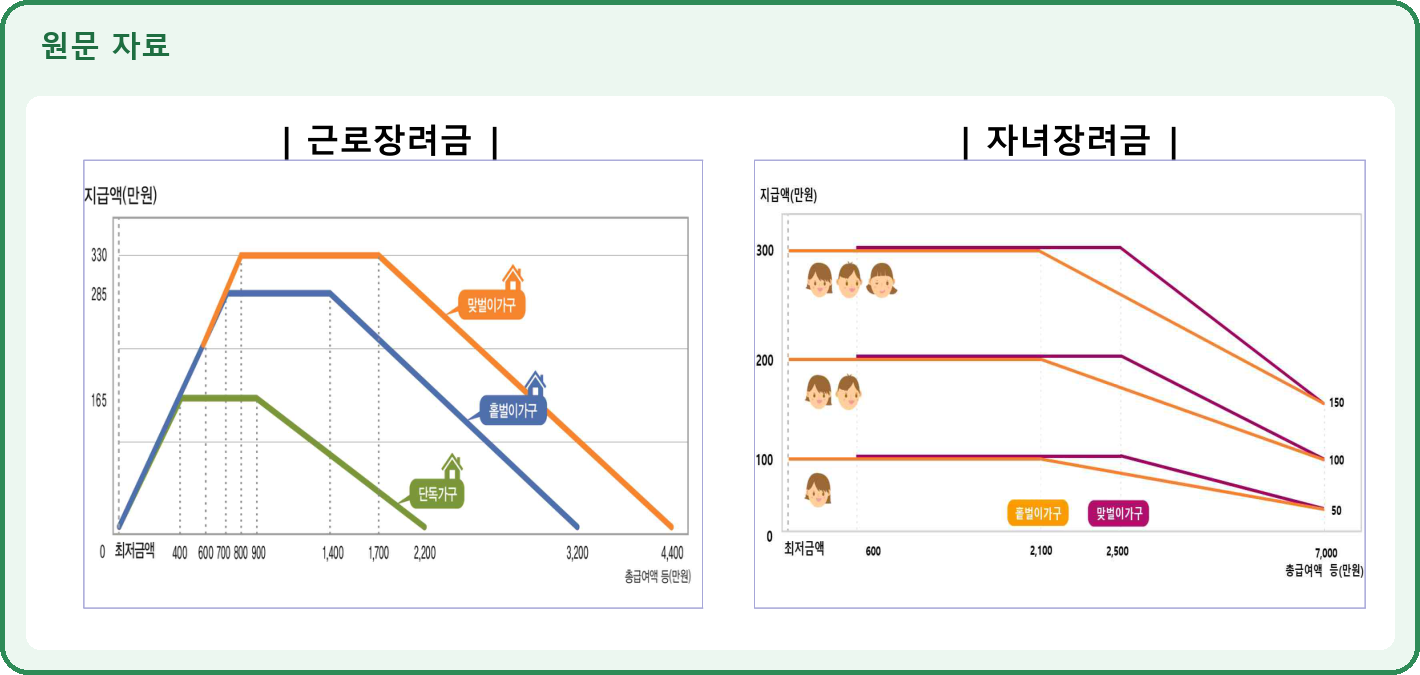 원문 자료
| 근로장려금 |
지급액(만원)
330
285
165
맞벌이가구
홑벌이가구
단독가구
0 최저금액 400 600 700 800 900 1,400 1,700 2,200 3,200 4,400
총급여액 등(만원)
| 자녀장려금 |
지급액(만원)
300
200
100
0
150
100
50
홑벌이가구 맞벌이가구
최저금액 600 2,100 2,500 7,000
총급여액 등(만원)